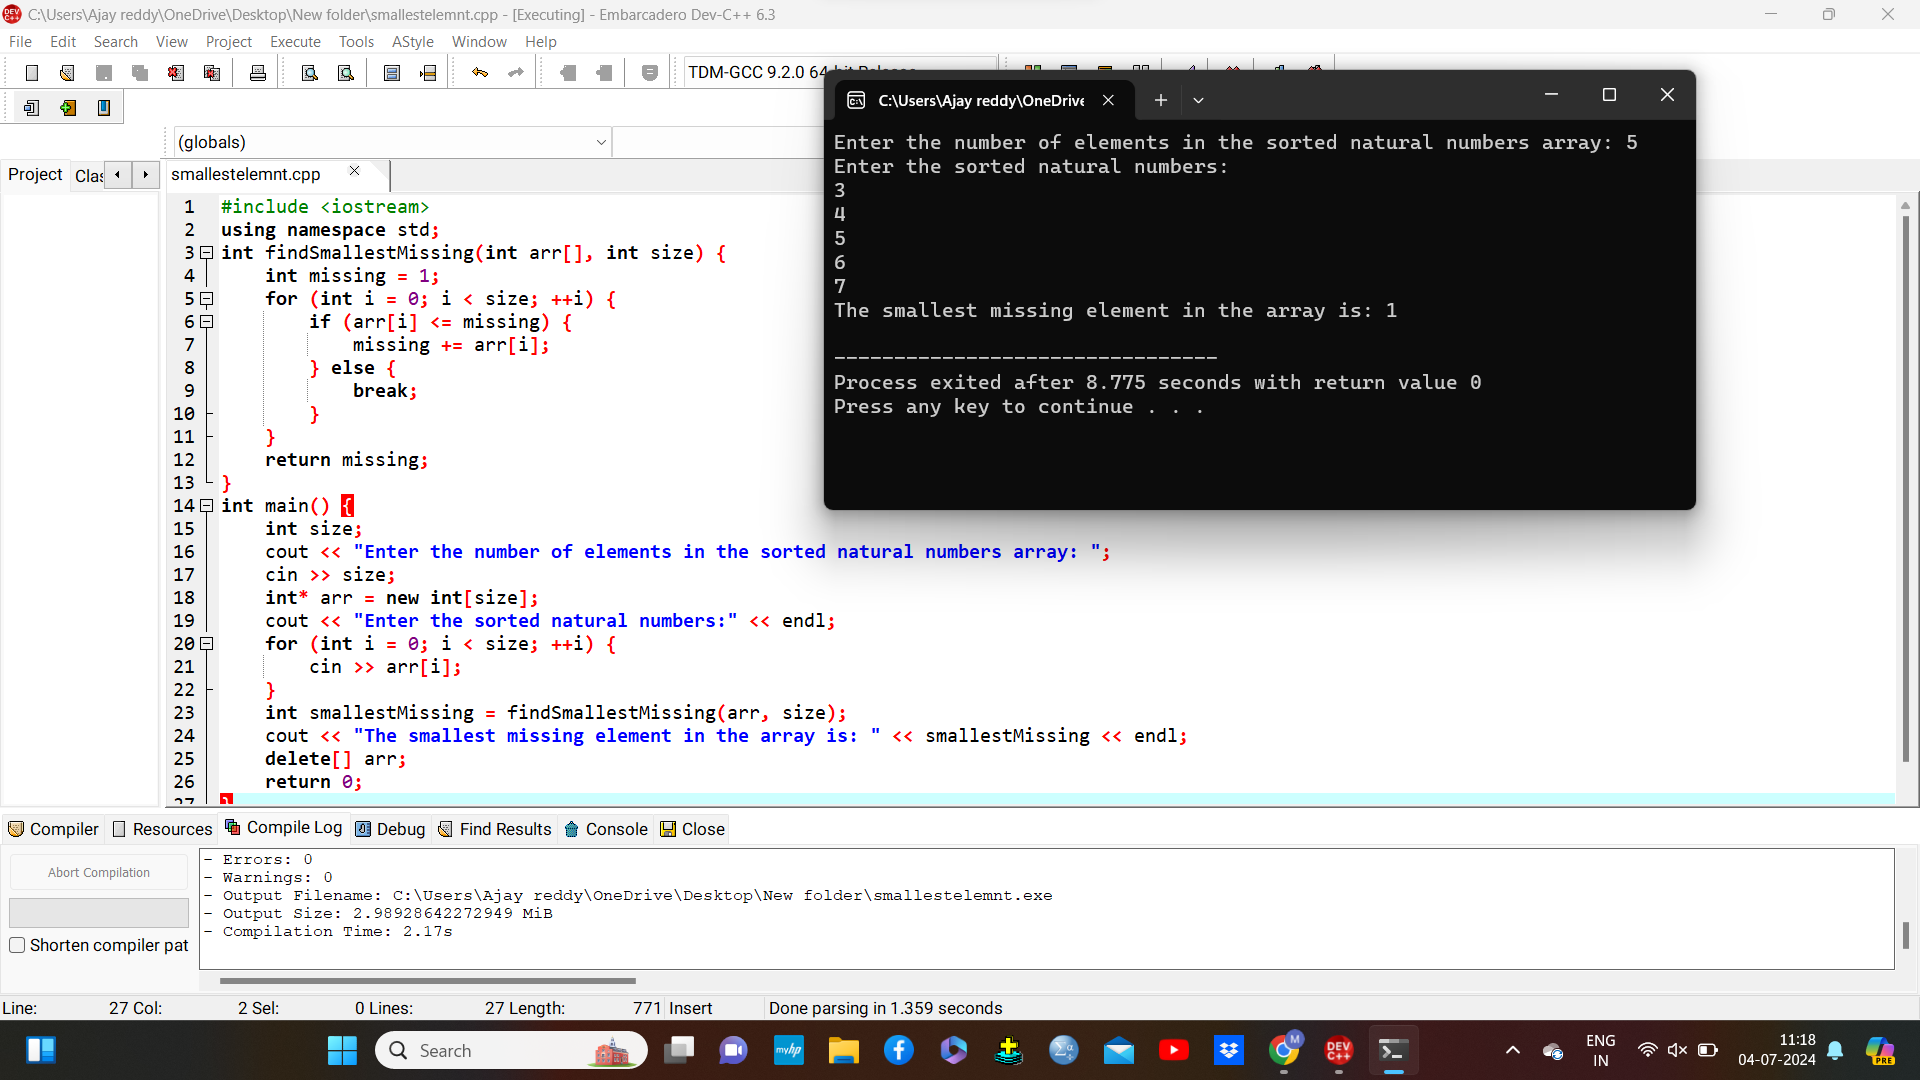 C:\Users\Ajay reddy\OneDrive\Desktop\New folder\smallestelemnt.cpp - [Executing] - Embarcadero Dev-C++ 6.3
File Edit Search View Project Execute Tools AStyle Window Help
TDM-GCC 9.2.0 64-bit Release
(globals)
Project Clas
smallestelemnt.cpp
1 #include <iostream>
2 using namespace std;
3 int findSmallestMissing(int arr[], int size) {
4 int missing = 1;
5 for (int i = 0; i < size; ++i) {
6 if (arr[i] <= missing) {
7 missing += arr[i];
8 } else {
9 break;
10 }
11 }
12 return missing;
13 }
14 int main() {
15 int size;
16 cout << "Enter the number of elements in the sorted natural numbers array: ";
17 cin >> size;
18 int* arr = new int[size];
19 cout << "Enter the sorted natural numbers:" << endl;
20 for (int i = 0; i < size; ++i) {
21 cin >> arr[i];
22 }
23 int smallestMissing = findSmallestMissing(arr, size);
24 cout << "The smallest missing element in the array is: " << smallestMissing << endl;
25 delete[] arr;
26 return 0;
27 }
C:\Users\Ajay reddy\OneDrive
Enter the number of elements in the sorted natural numbers array: 5
Enter the sorted natural numbers:
3
4
5
6
7
The smallest missing element in the array is: 1
--------------------------------
Process exited after 8.775 seconds with return value 0
Press any key to continue . . .
Compiler Resources Compile Log Debug Find Results Console Close
Abort Compilation
Shorten compiler pat
- Errors: 0
- Warnings: 0
- Output Filename: C:\Users\Ajay reddy\OneDrive\Desktop\New folder\smallestelemnt.exe
- Output Size: 2.98928642272949 MiB
- Compilation Time: 2.17s
Line: 27 Col: 2 Sel: 0 Lines: 27 Length: 771 Insert Done parsing in 1.359 seconds
Search
myhp
M
DEV C++
ENG
IN
11:18
04-07-2024
PRE